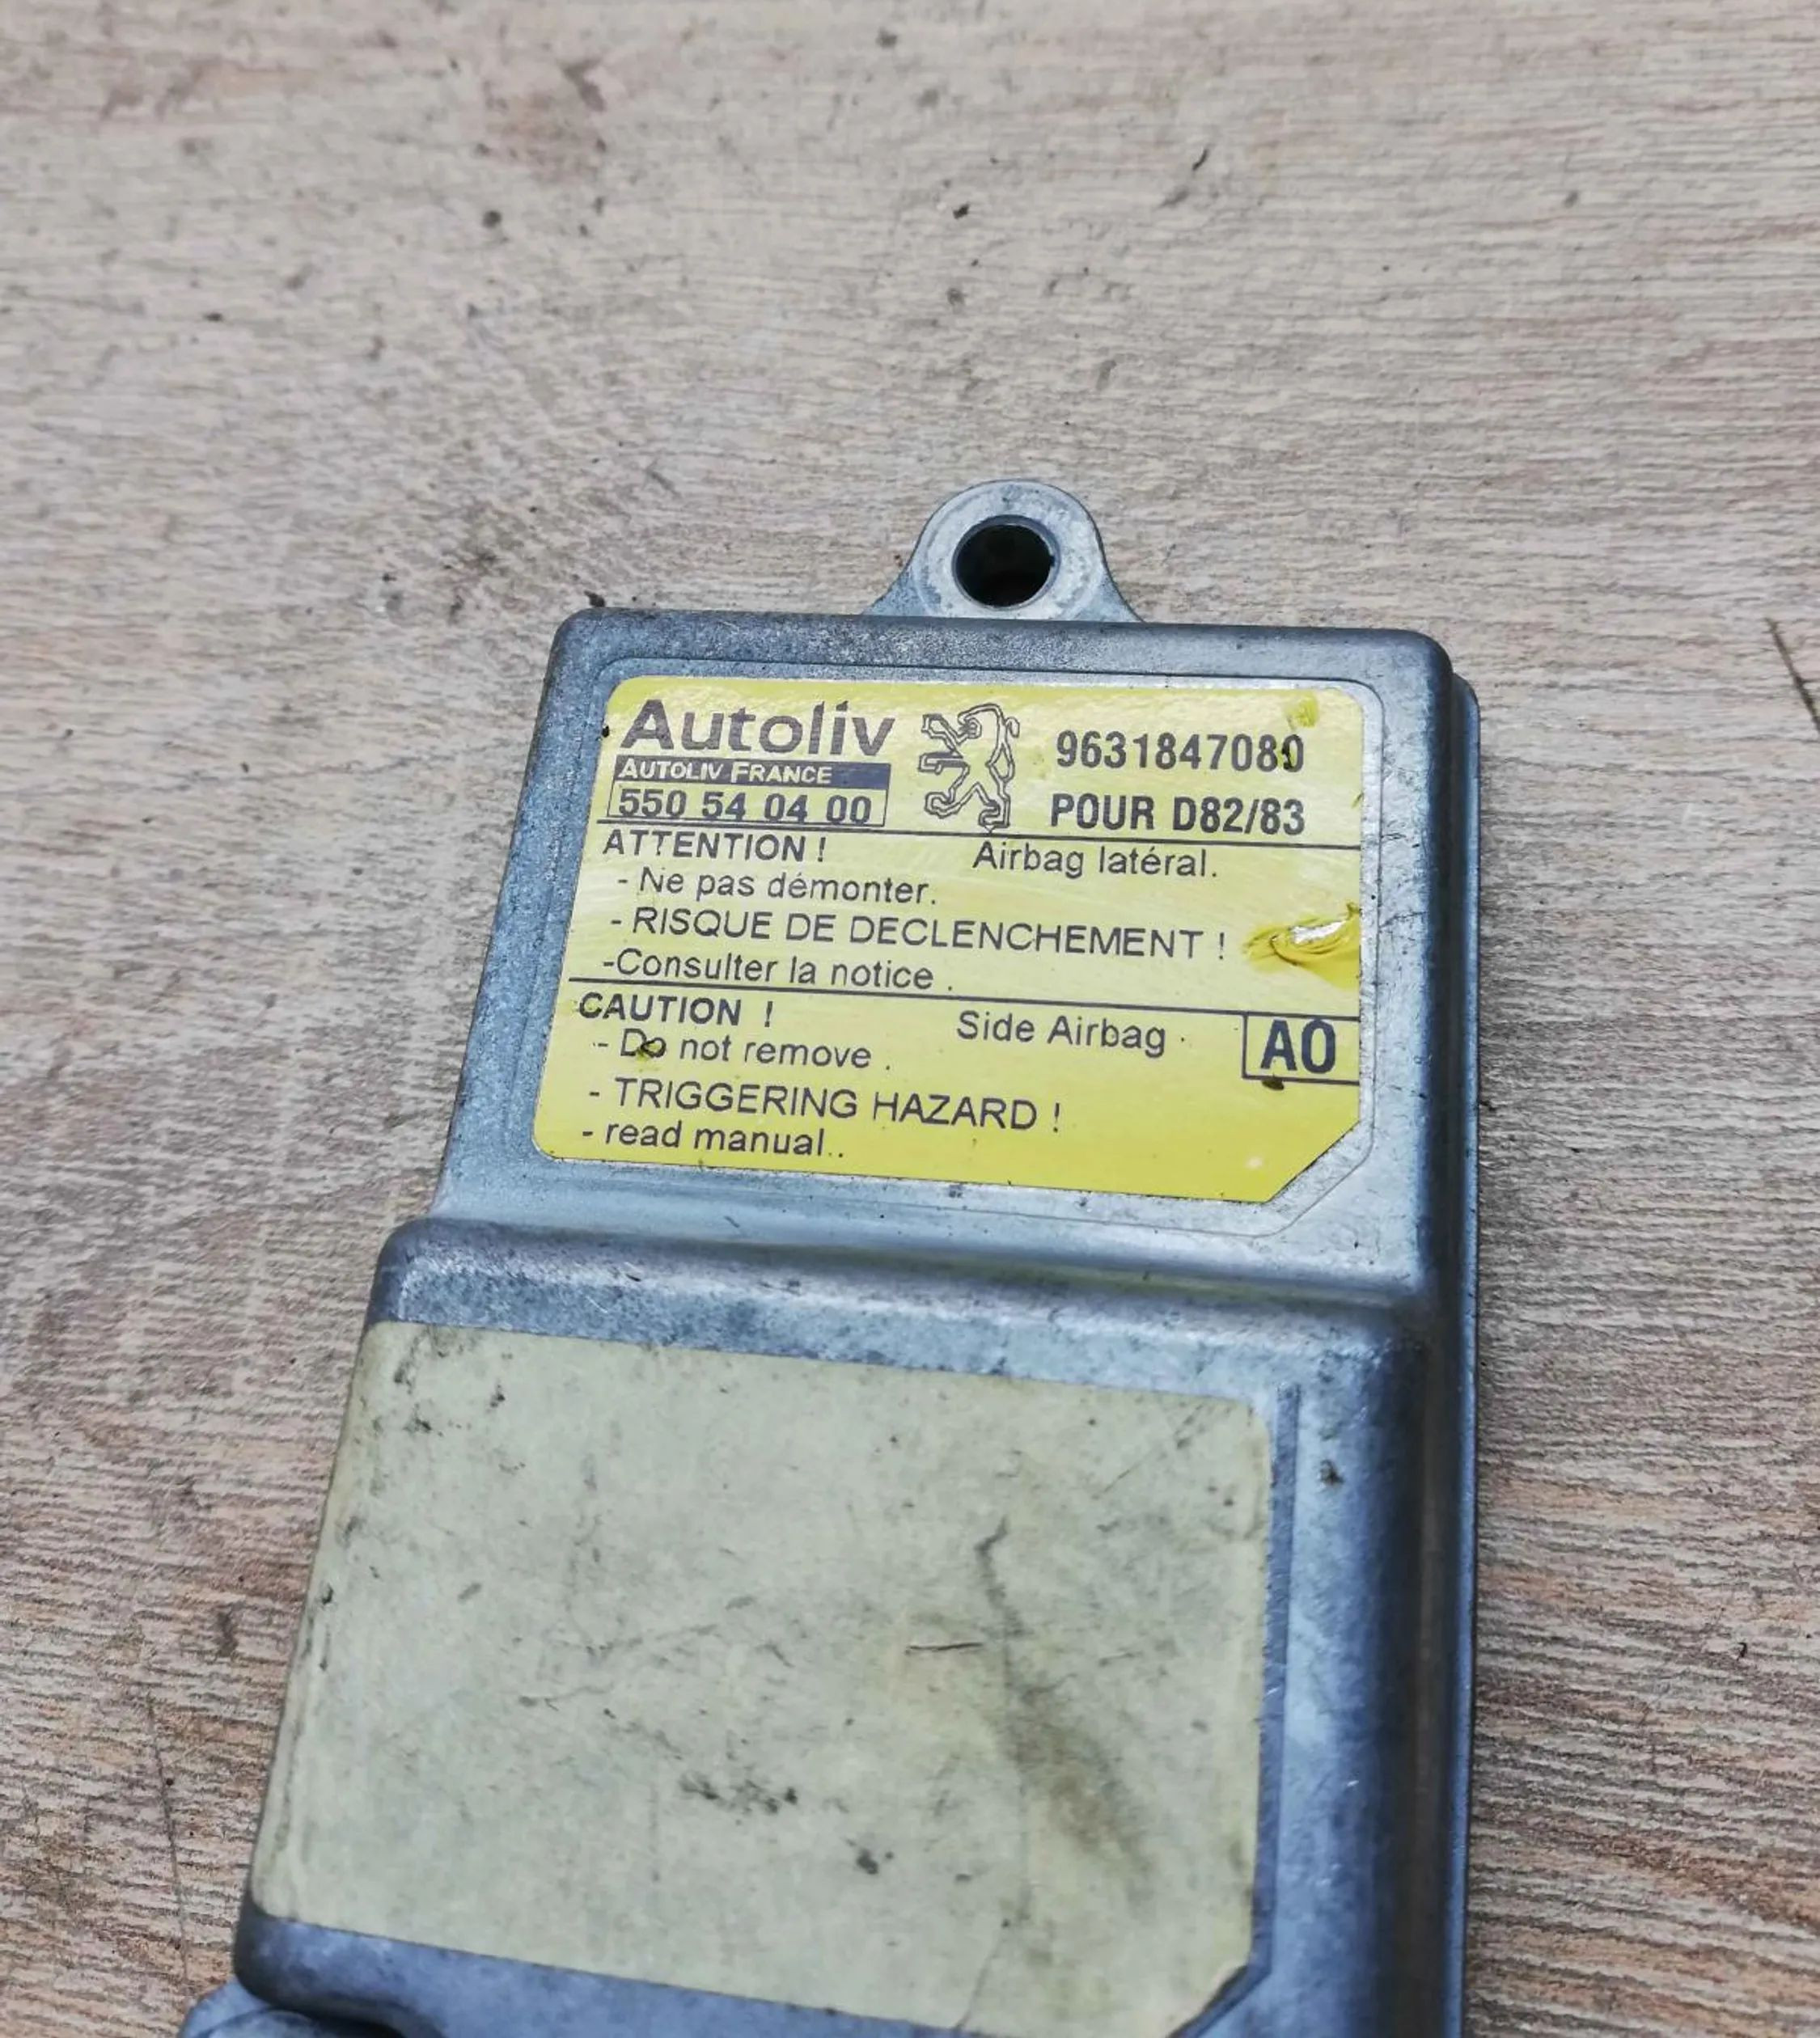 Autoliv
AUTOLIV FRANCE
550 54 04 00
9631847080
POUR D82/83
ATTENTION ! Airbag latéral.
- Ne pas démonter.
- RISQUE DE DECLENCHEMENT !
-Consulter la notice .
CAUTION ! Side Airbag .
- Do not remove .
- TRIGGERING HAZARD !
- read manual..
A0